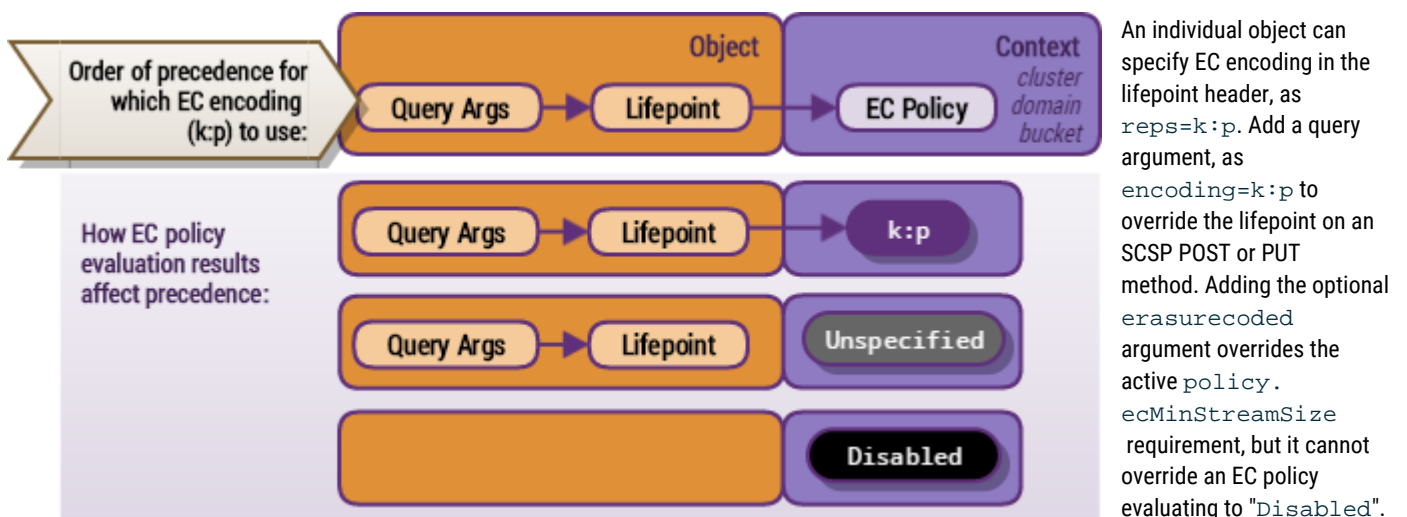 Order of precedence for
which EC encoding
(k:p) to use:
Object
Query Args
Lifepoint
Context
cluster
domain
bucket
EC Policy
How EC policy
evaluation results
affect precedence:
Query Args
Lifepoint
k:p
Query Args
Lifepoint
Unspecified
Disabled
An individual object can
specify EC encoding in the
lifepoint header, as
reps=k:p. Add a query
argument, as
encoding=k:p to
override the lifepoint on an
SCSP POST or PUT
method. Adding the optional
erasurecoded
argument overrides the
active policy.
ecMinStreamSize
requirement, but it cannot
override an EC policy
evaluating to "Disabled".